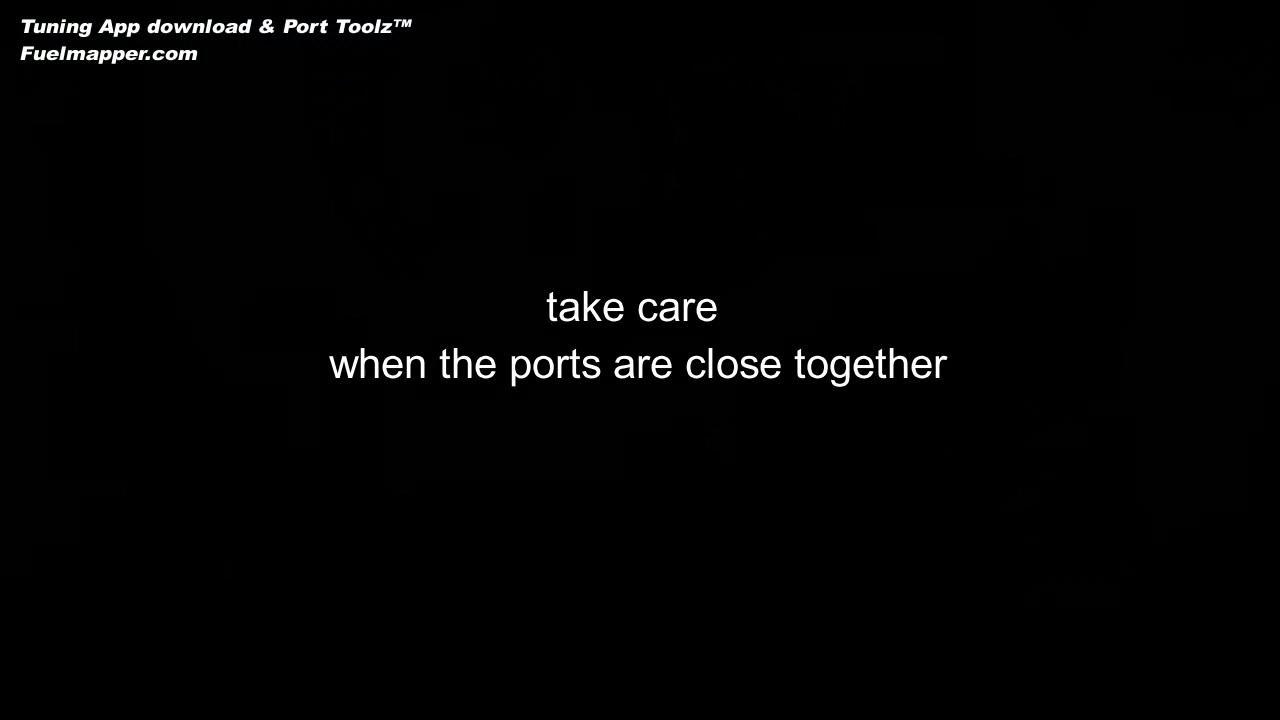 Tuning App download & Port Toolz™
Fuelmapper.com
take care
when the ports are close together